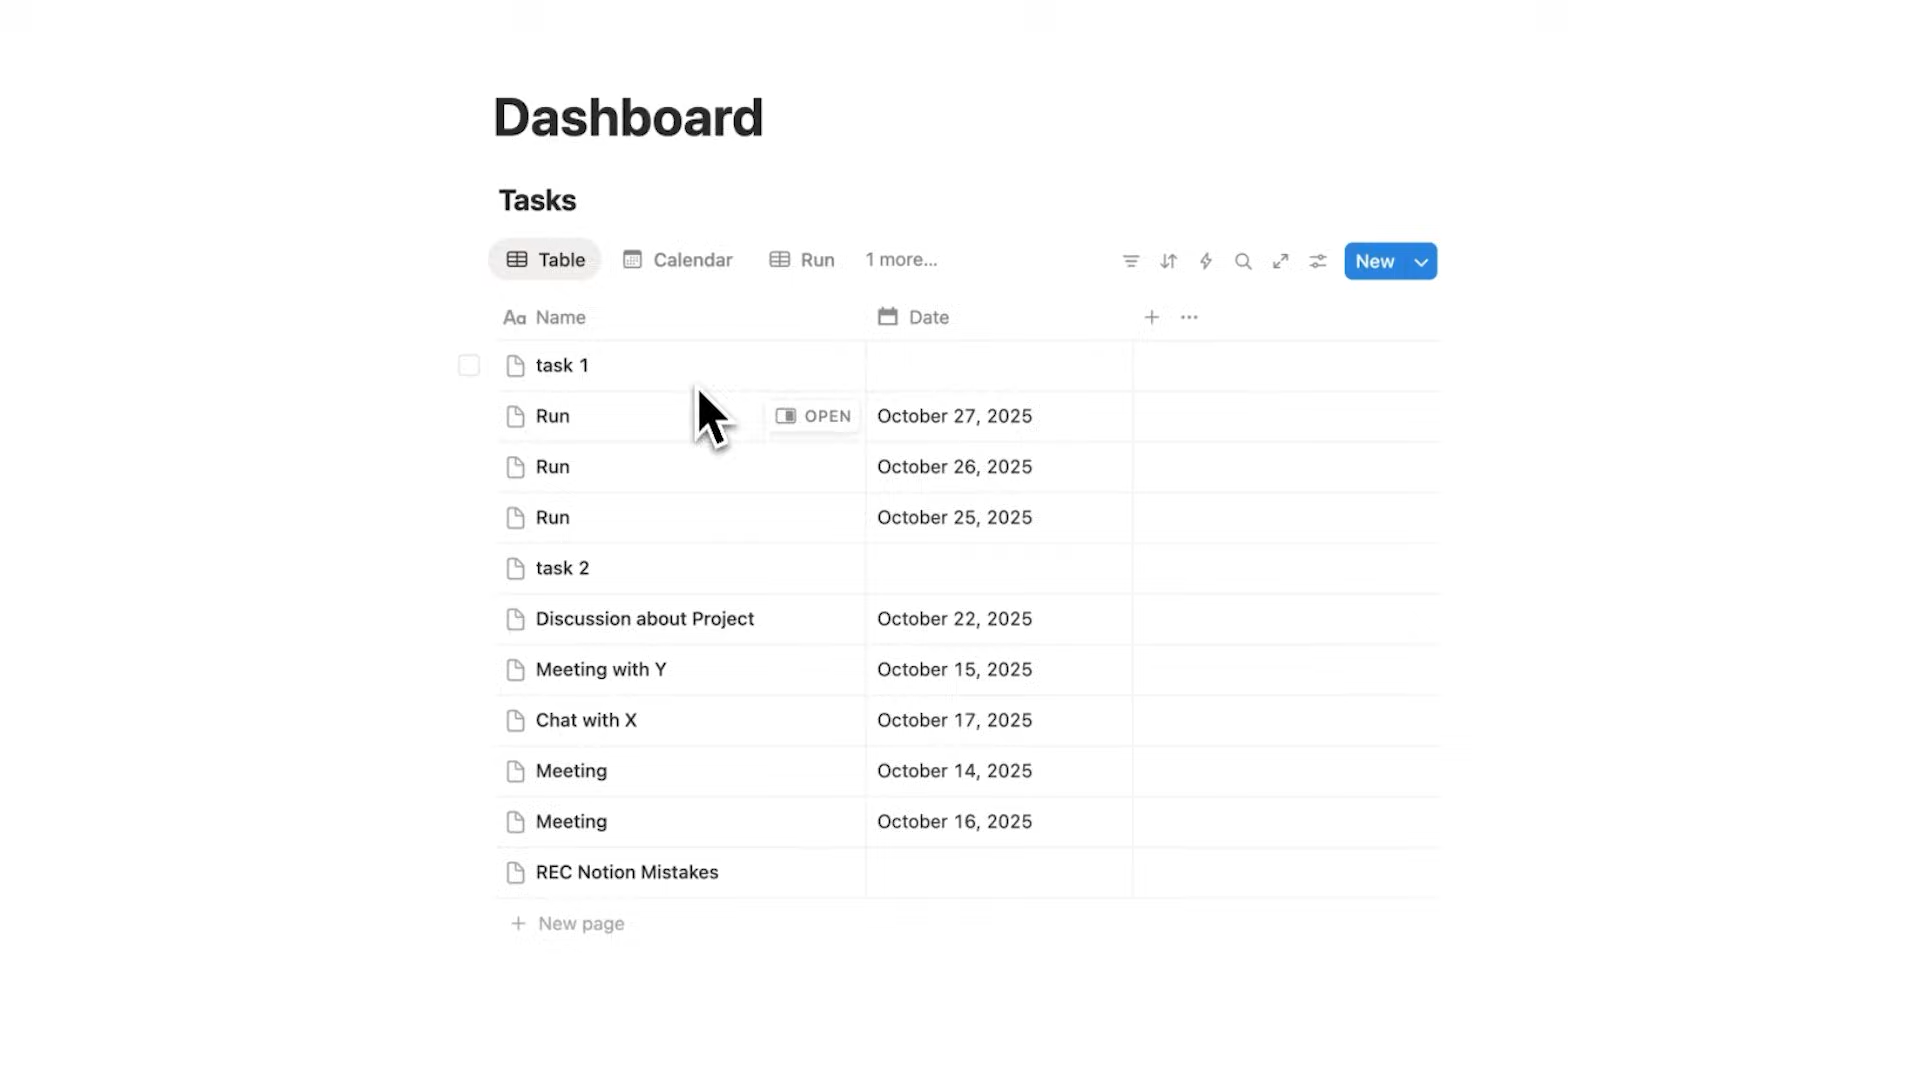 Dashboard
Tasks
Table Calendar Run 1 more... New
Aa Name Date
task 1
Run OPEN October 27, 2025
Run October 26, 2025
Run October 25, 2025
task 2
Discussion about Project October 22, 2025
Meeting with Y October 15, 2025
Chat with X October 17, 2025
Meeting October 14, 2025
Meeting October 16, 2025
REC Notion Mistakes
+ New page